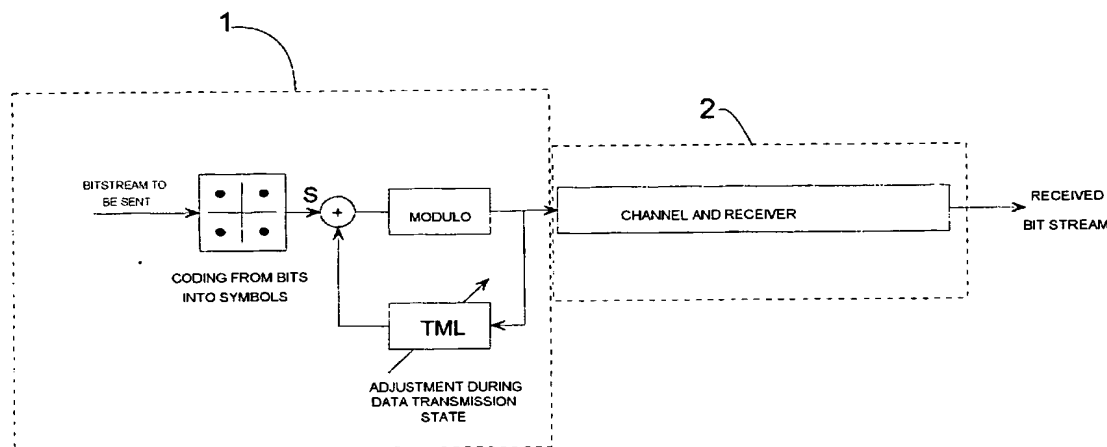 1
2
BITSTREAM TO
BE SENT
S
+
MODULO
CHANNEL AND RECEIVER
RECEIVED
BIT STREAM
CODING FROM BITS
INTO SYMBOLS
TML
ADJUSTMENT DURING
DATA TRANSMISSION
STATE